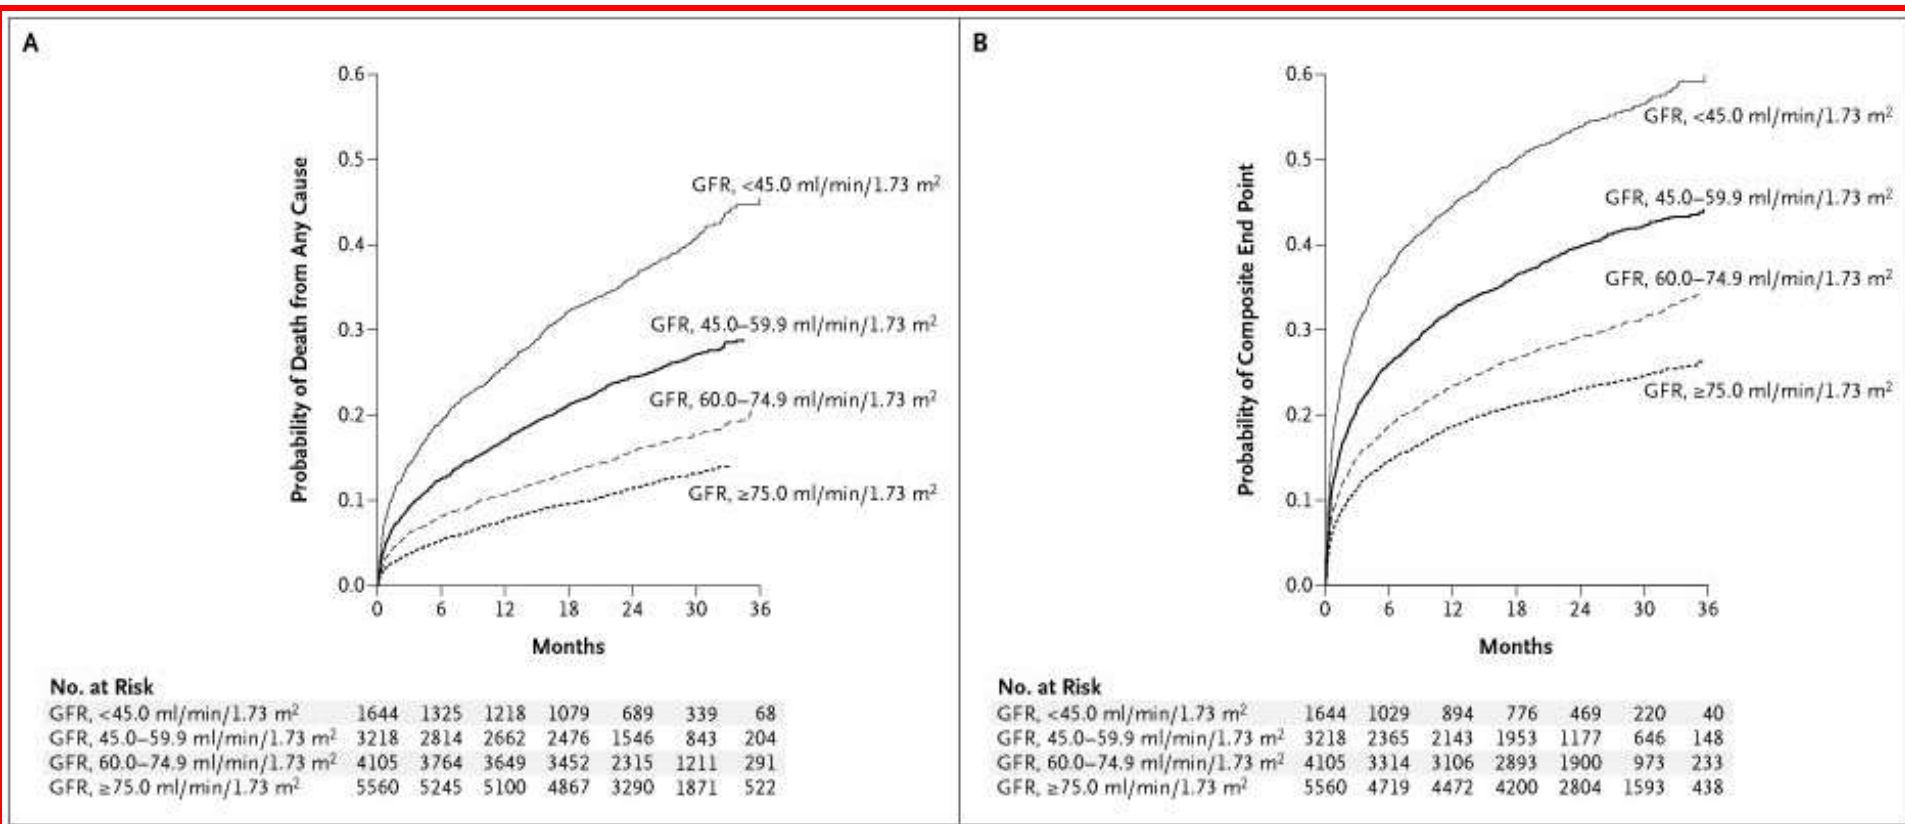 A
Probability of Death from Any Cause
0.6
0.5
0.4
0.3
0.2
0.1
0.0
GFR, <45.0 ml/min/1.73 m²
GFR, 45.0–59.9 ml/min/1.73 m²
GFR, 60.0–74.9 ml/min/1.73 m²
GFR, ≥75.0 ml/min/1.73 m²
0 6 12 18 24 30 36
Months
No. at Risk
GFR, <45.0 ml/min/1.73 m² 1644 1325 1218 1079 689 339 68
GFR, 45.0–59.9 ml/min/1.73 m² 3218 2814 2662 2476 1546 843 204
GFR, 60.0–74.9 ml/min/1.73 m² 4105 3764 3649 3452 2315 1211 291
GFR, ≥75.0 ml/min/1.73 m² 5560 5245 5100 4867 3290 1871 522
B
Probability of Composite End Point
0.6
0.5
0.4
0.3
0.2
0.1
0.0
GFR, <45.0 ml/min/1.73 m²
GFR, 45.0–59.9 ml/min/1.73 m²
GFR, 60.0–74.9 ml/min/1.73 m²
GFR, ≥75.0 ml/min/1.73 m²
0 6 12 18 24 30 36
Months
No. at Risk
GFR, <45.0 ml/min/1.73 m² 1644 1029 894 776 469 220 40
GFR, 45.0–59.9 ml/min/1.73 m² 3218 2365 2143 1953 1177 646 148
GFR, 60.0–74.9 ml/min/1.73 m² 4105 3314 3106 2893 1900 973 233
GFR, ≥75.0 ml/min/1.73 m² 5560 4719 4472 4200 2804 1593 438